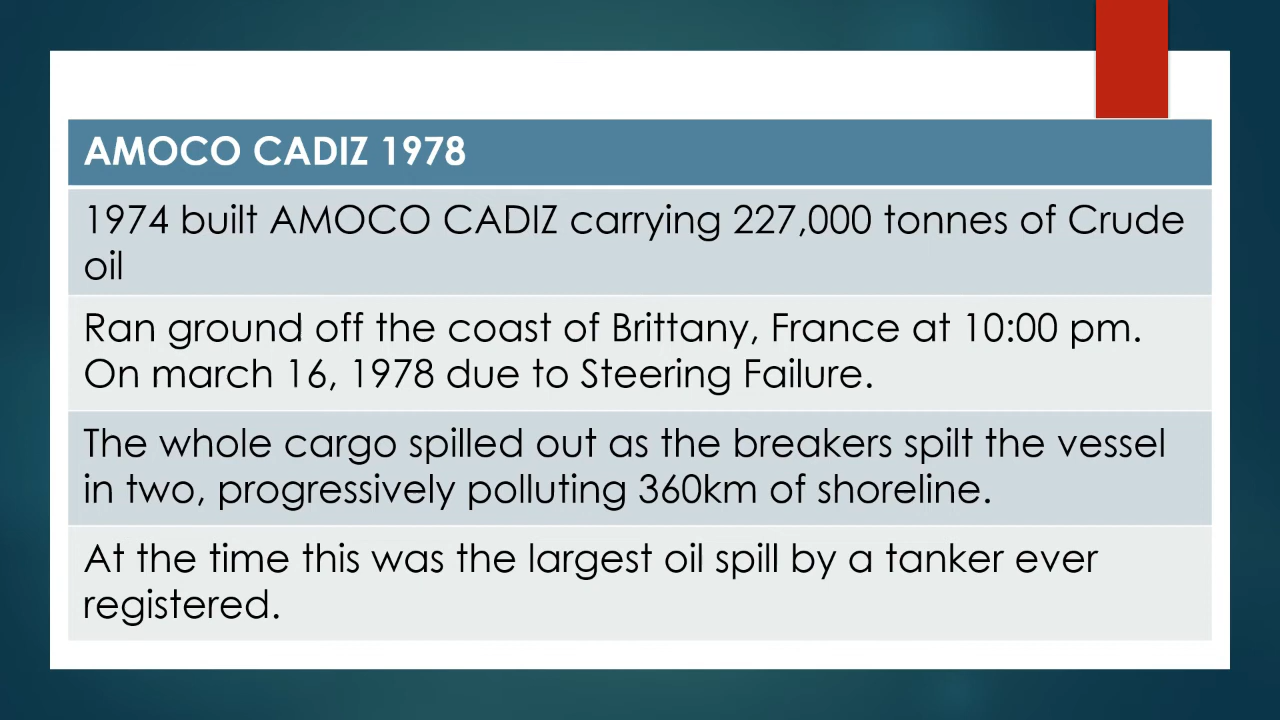 AMOCO CADIZ 1978
1974 built AMOCO CADIZ carrying 227,000 tonnes of Crude
oil
Ran ground off the coast of Brittany, France at 10:00 pm.
On march 16, 1978 due to Steering Failure.
The whole cargo spilled out as the breakers spilt the vessel
in two, progressively polluting 360km of shoreline.
At the time this was the largest oil spill by a tanker ever
registered.